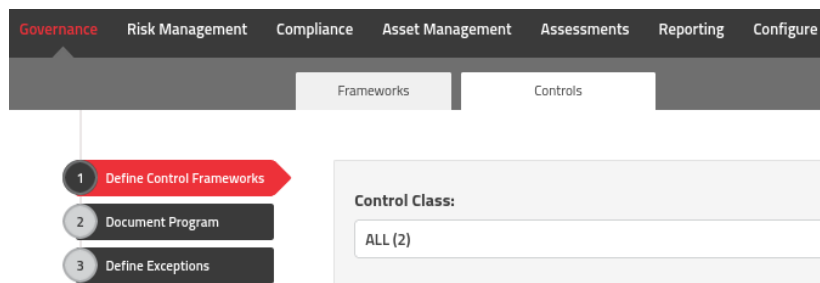 Governance Risk Management Compliance Asset Management Assessments Reporting Configure
Frameworks Controls
1 Define Control Frameworks
2 Document Program
3 Define Exceptions
Control Class:
ALL (2)